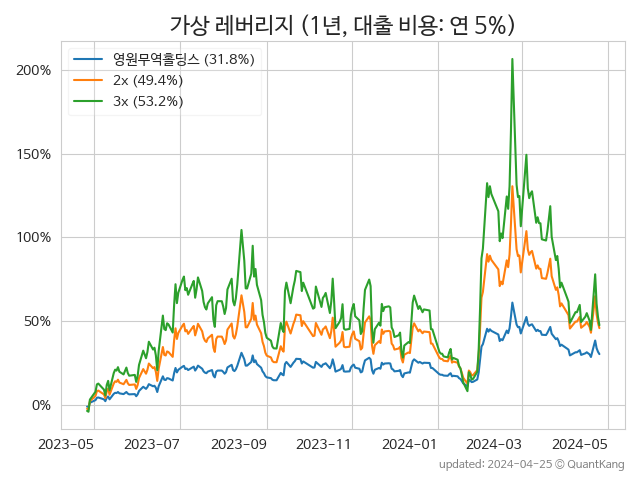 가상 레버리지 (1년, 대출 비용: 연 5%)
영원무역홀딩스 (31.8%)
2x (49.4%)
3x (53.2%)
200%
150%
100%
50%
0%
2023-05 2023-07 2023-09 2023-11 2024-01 2024-03 2024-05
updated: 2024-04-25 © QuantKang